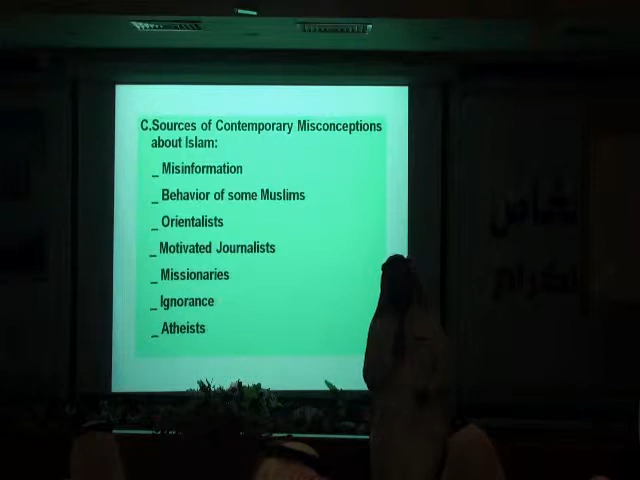 C.Sources of Contemporary Misconceptions
about Islam:
_ Misinformation
_ Behavior of some Muslims
_ Orientalists
_ Motivated Journalists
_ Missionaries
_ Ignorance
_ Atheists